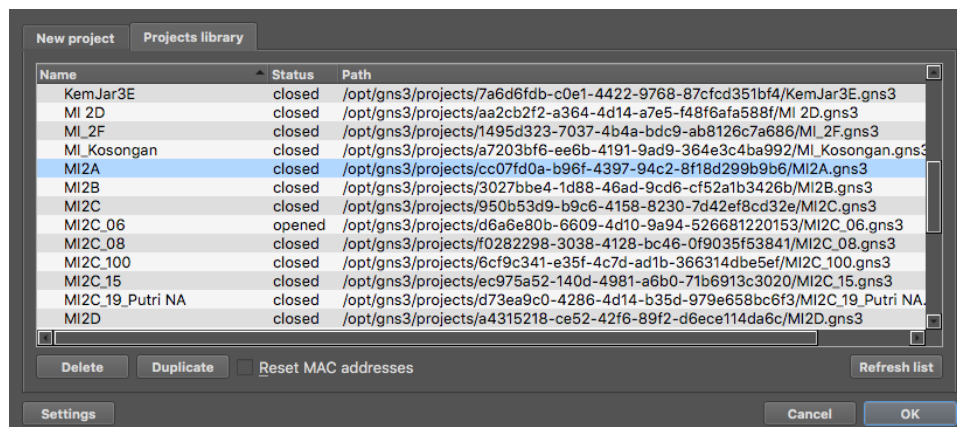 New project Projects library
Name Status Path
KemJar3E closed /opt/gns3/projects/7a6d6fdb-c0e1-4422-9768-87cfcd351bf4/KemJar3E.gns3
MI 2D closed /opt/gns3/projects/aa2cb2f2-a364-4d14-a7e5-f48f6afa588f/MI 2D.gns3
MI_2F closed /opt/gns3/projects/1495d323-7037-4b4a-bdc9-ab8126c7a686/MI_2F.gns3
MI_Kosongan closed /opt/gns3/projects/a7203bf6-ee6b-4191-9ad9-364e3c4ba992/MI_Kosongan.gns3
MI2A closed /opt/gns3/projects/cc07fd0a-b96f-4397-94c2-8f18d299b9b6/MI2A.gns3
MI2B closed /opt/gns3/projects/3027bbe4-1d88-46ad-9cd6-cf52a1b3426b/MI2B.gns3
MI2C closed /opt/gns3/projects/950b53d9-b9c6-4158-8230-7d42ef8cd32e/MI2C.gns3
MI2C_06 opened /opt/gns3/projects/d6a6e80b-6609-4d10-9a94-526681220153/MI2C_06.gns3
MI2C_08 closed /opt/gns3/projects/f0282298-3038-4128-bc46-0f9035f53841/MI2C_08.gns3
MI2C_100 closed /opt/gns3/projects/6cf9c341-e35f-4c7d-ad1b-366314dbe5ef/MI2C_100.gns3
MI2C_15 closed /opt/gns3/projects/ec975a52-140d-4981-a6b0-71b6913c3020/MI2C_15.gns3
MI2C_19_Putri NA closed /opt/gns3/projects/d73ea9c0-4286-4d14-b35d-979e658bc6f3/MI2C_19_Putri NA.
MI2D closed /opt/gns3/projects/a4315218-ce52-42f6-89f2-d6ece114da6c/MI2D.gns3
Delete Duplicate Reset MAC addresses Refresh list
Settings Cancel OK